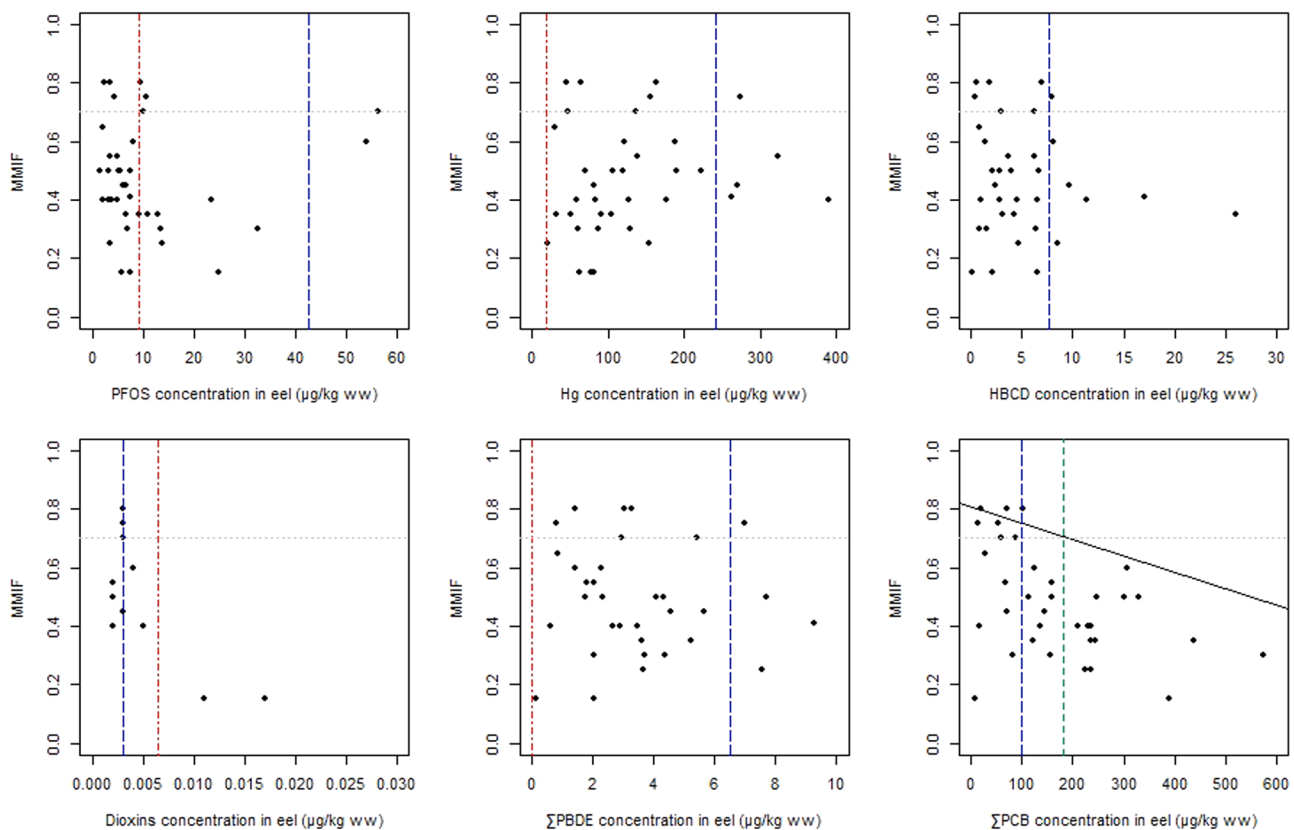 1.0
0.8
0.6
0.4
0.2
0.0
MMIF
0 10 20 30 40 50 60
PFOS concentration in eel (µg/kg ww)
1.0
0.8
0.6
0.4
0.2
0.0
MMIF
0 100 200 300 400
Hg concentration in eel (µg/kg ww)
1.0
0.8
0.6
0.4
0.2
0.0
MMIF
0 5 10 15 20 25 30
HBCD concentration in eel (µg/kg ww)
1.0
0.8
0.6
0.4
0.2
0.0
MMIF
0.000 0.005 0.010 0.015 0.020 0.025 0.030
Dioxins concentration in eel (µg/kg ww)
1.0
0.8
0.6
0.4
0.2
0.0
MMIF
0 2 4 6 8 10
∑PBDE concentration in eel (µg/kg ww)
1.0
0.8
0.6
0.4
0.2
0.0
MMIF
0 100 200 300 400 500 600
∑PCB concentration in eel (µg/kg ww)